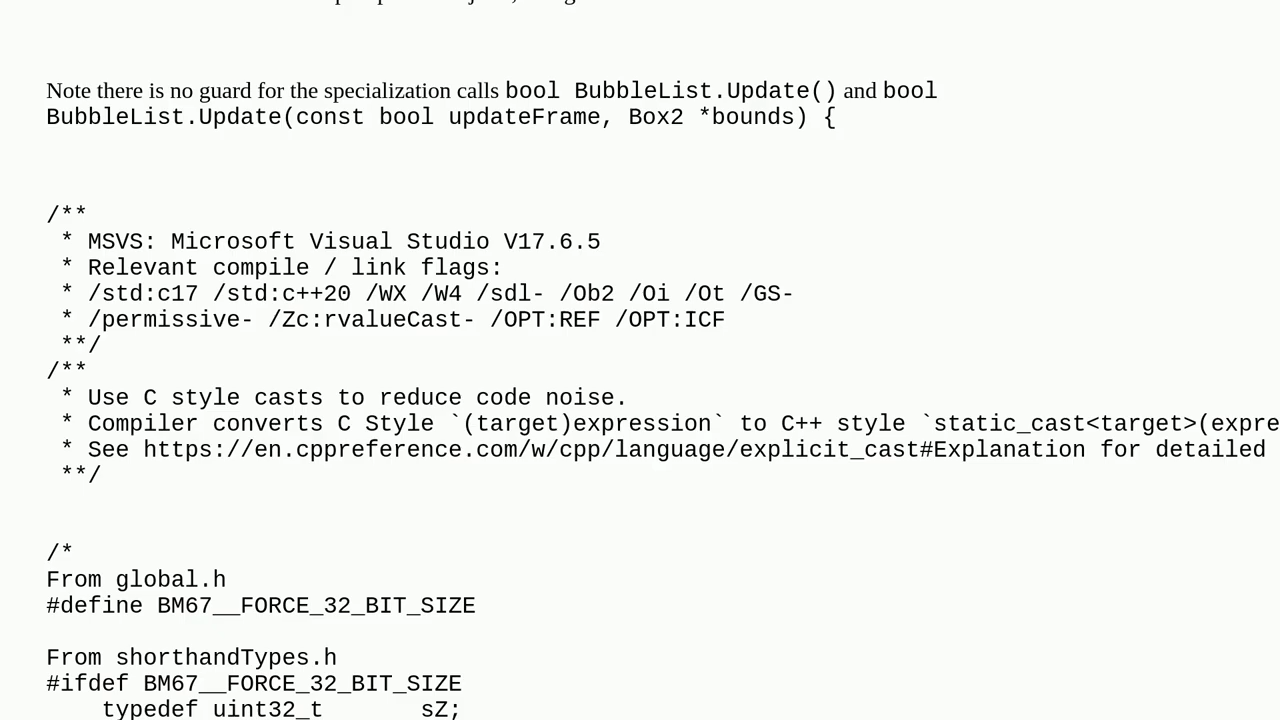 Note there is no guard for the specialization calls bool BubbleList.Update() and bool
BubbleList.Update(const bool updateFrame, Box2 *bounds) {
/**
 * MSVS: Microsoft Visual Studio V17.6.5
 * Relevant compile / link flags:
 * /std:c17 /std:c++20 /WX /W4 /sdl- /Ob2 /Oi /Ot /GS-
 * /permissive- /Zc:rvalueCast- /OPT:REF /OPT:ICF
 **/
/**
 * Use C style casts to reduce code noise.
 * Compiler converts C Style `(target)expression` to C++ style `static_cast<target>(expre
 * See https://en.cppreference.com/w/cpp/language/explicit_cast#Explanation for detailed
 **/
/*
From global.h
#define BM67__FORCE_32_BIT_SIZE
From shorthandTypes.h
#ifdef BM67__FORCE_32_BIT_SIZE
    typedef uint32_t       sZ;